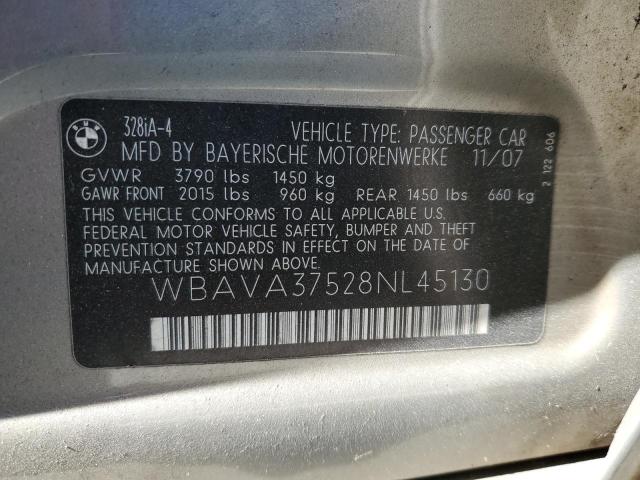 BMW
328iA-4 VEHICLE TYPE: PASSENGER CAR
MFD BY BAYERISCHE MOTORENWERKE 11/07
GVWR 3790 lbs 1450 kg
GAWR FRONT 2015 lbs 960 kg REAR 1450 lbs 660 kg
THIS VEHICLE CONFORMS TO ALL APPLICABLE U.S.
FEDERAL MOTOR VEHICLE SAFETY, BUMPER AND THEFT
PREVENTION STANDARDS IN EFFECT ON THE DATE OF
MANUFACTURE SHOWN ABOVE.
WBAVA37528NL45130
2 122 606